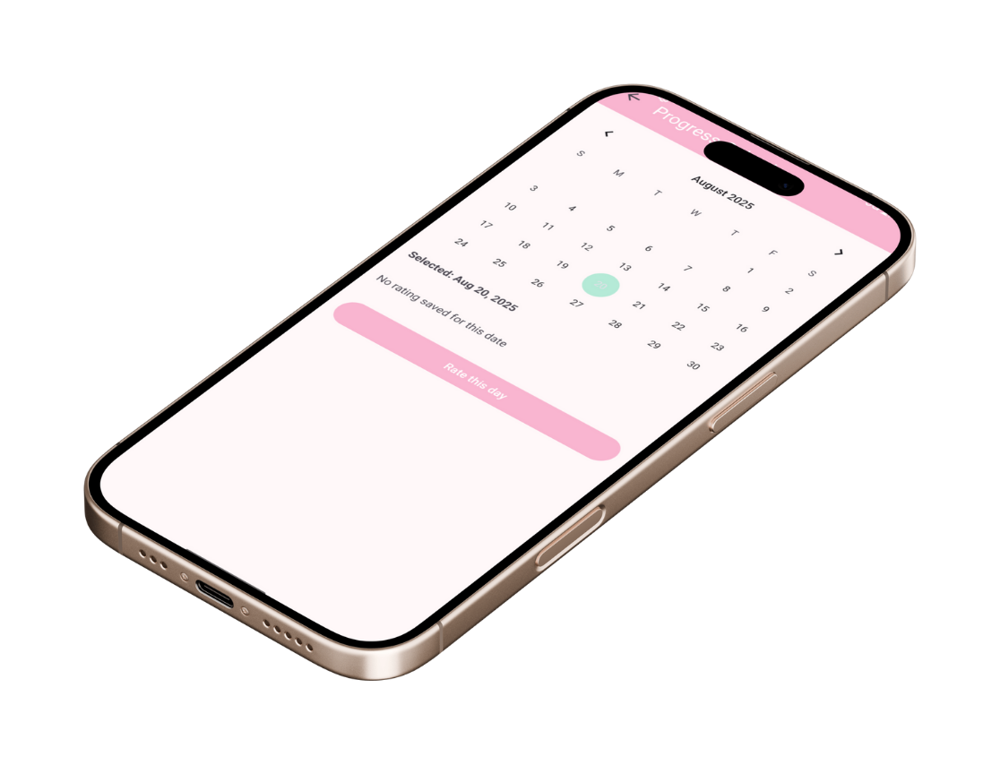 Progress
August 2025
S M T W T F S
1 2
3 4 5 6 7 8 9
10 11 12 13 14 15 16
17 18 19 20 21 22 23
24 25 26 27 28 29 30
Selected: Aug 20, 2025
No rating saved for this date
Rate this day